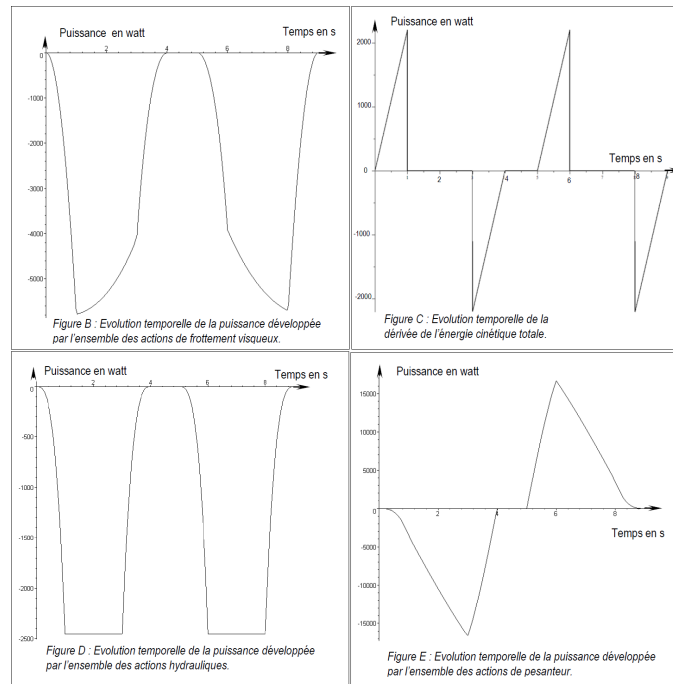 Puissance en watt
Temps en s
0
2
4
6
8
-1000
-2000
-3000
-4000
-5000
Figure B : Evolution temporelle de la puissance développée
par l'ensemble des actions de frottement visqueux.
Puissance en watt
2000
1000
Temps en s
0
1
2
3
4
1
6
1
8
-1000
-2000
Figure C : Evolution temporelle de la
dérivée de l'énergie cinétique totale.
Puissance en watt
Temps en s
0
2
4
6
8
-500
-1000
-1500
-2000
-2500
Figure D : Evolution temporelle de la puissance développée
par l'ensemble des actions hydrauliques.
Puissance en watt
15000
10000
5000
0
2
4
6
8
Temps en s
-5000
-10000
-15000
Figure E : Evolution temporelle de la puissance développée
par l'ensemble des actions de pesanteur.